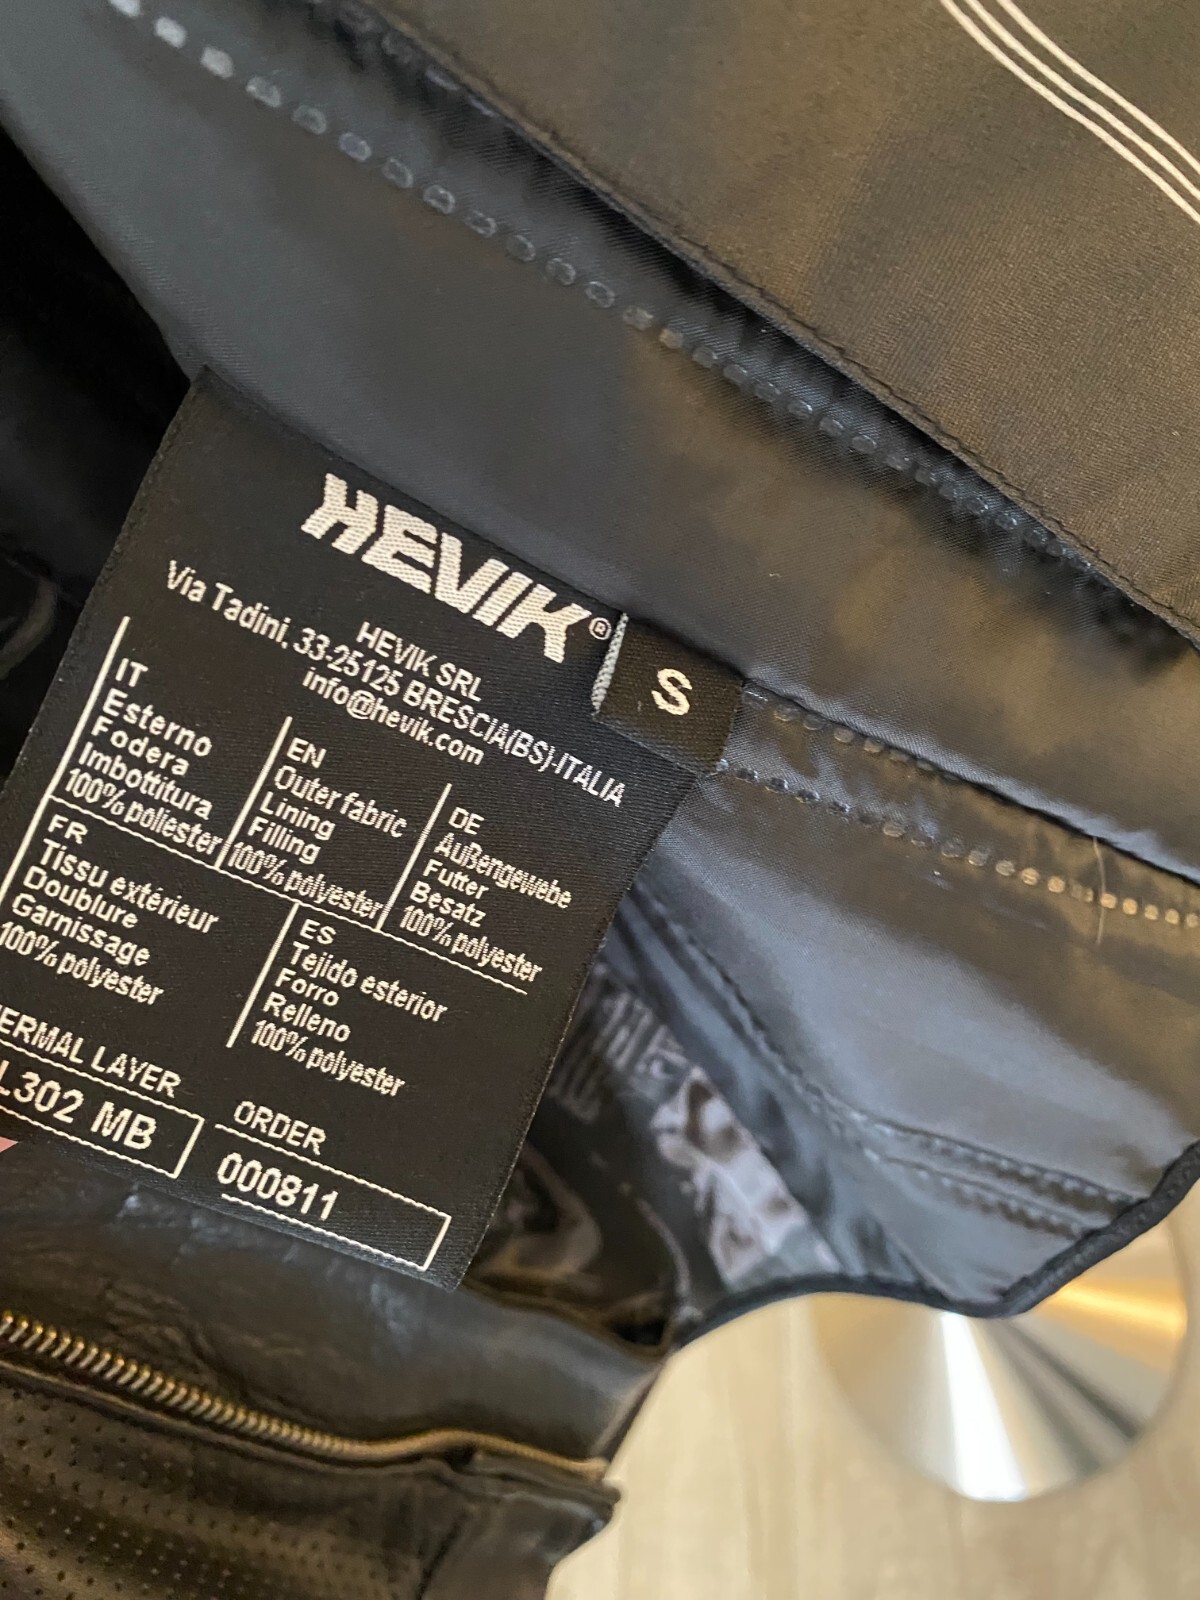 HEVIK®
S
HEVIK SRL
Via Tadini, 33-25125 BRESCIA(BS)-ITALIA
info@hevik.com
IT
Esterno
Fodera
Imbottitura
100% poliester
EN
Outer fabric
Lining
Filling
100% polyester
DE
Außengewebe
Futter
Besatz
100% polyester
FR
Tissu extérieur
Doublure
Garnissage
100% polyester
ES
Tejido esterior
Forro
Relleno
100% polyester
LAYER
L302 MB
ORDER
000811